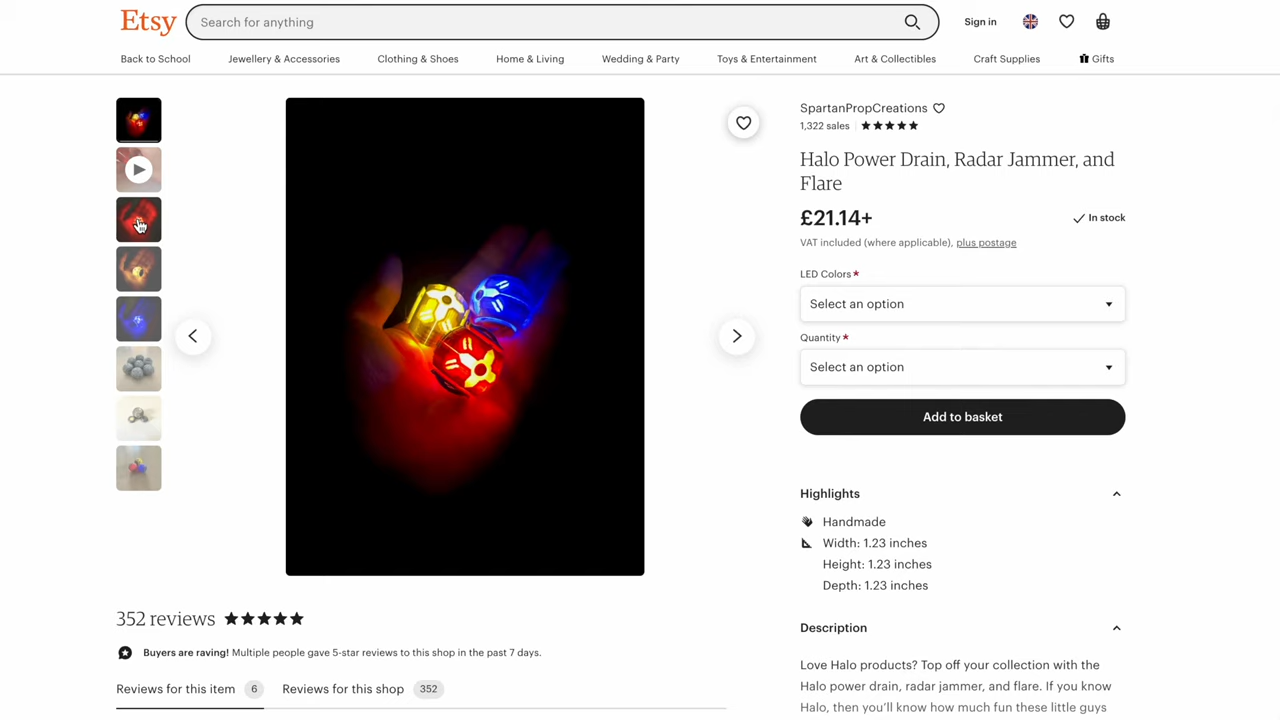 Etsy
Search for anything
Sign in
Back to School
Jewellery & Accessories
Clothing & Shoes
Home & Living
Wedding & Party
Toys & Entertainment
Art & Collectibles
Craft Supplies
Gifts
SpartanPropCreations
1,322 sales
Halo Power Drain, Radar Jammer, and
Flare
£21.14+
In stock
VAT included (where applicable), plus postage
LED Colors *
Select an option
Quantity *
Select an option
Add to basket
Highlights
Handmade
Width: 1.23 inches
Height: 1.23 inches
Depth: 1.23 inches
352 reviews
Buyers are raving! Multiple people gave 5-star reviews to this shop in the past 7 days.
Reviews for this item 6
Reviews for this shop 352
Description
Love Halo products? Top off your collection with the
Halo power drain, radar jammer, and flare. If you know
Halo, then you'll know how much fun these little guys